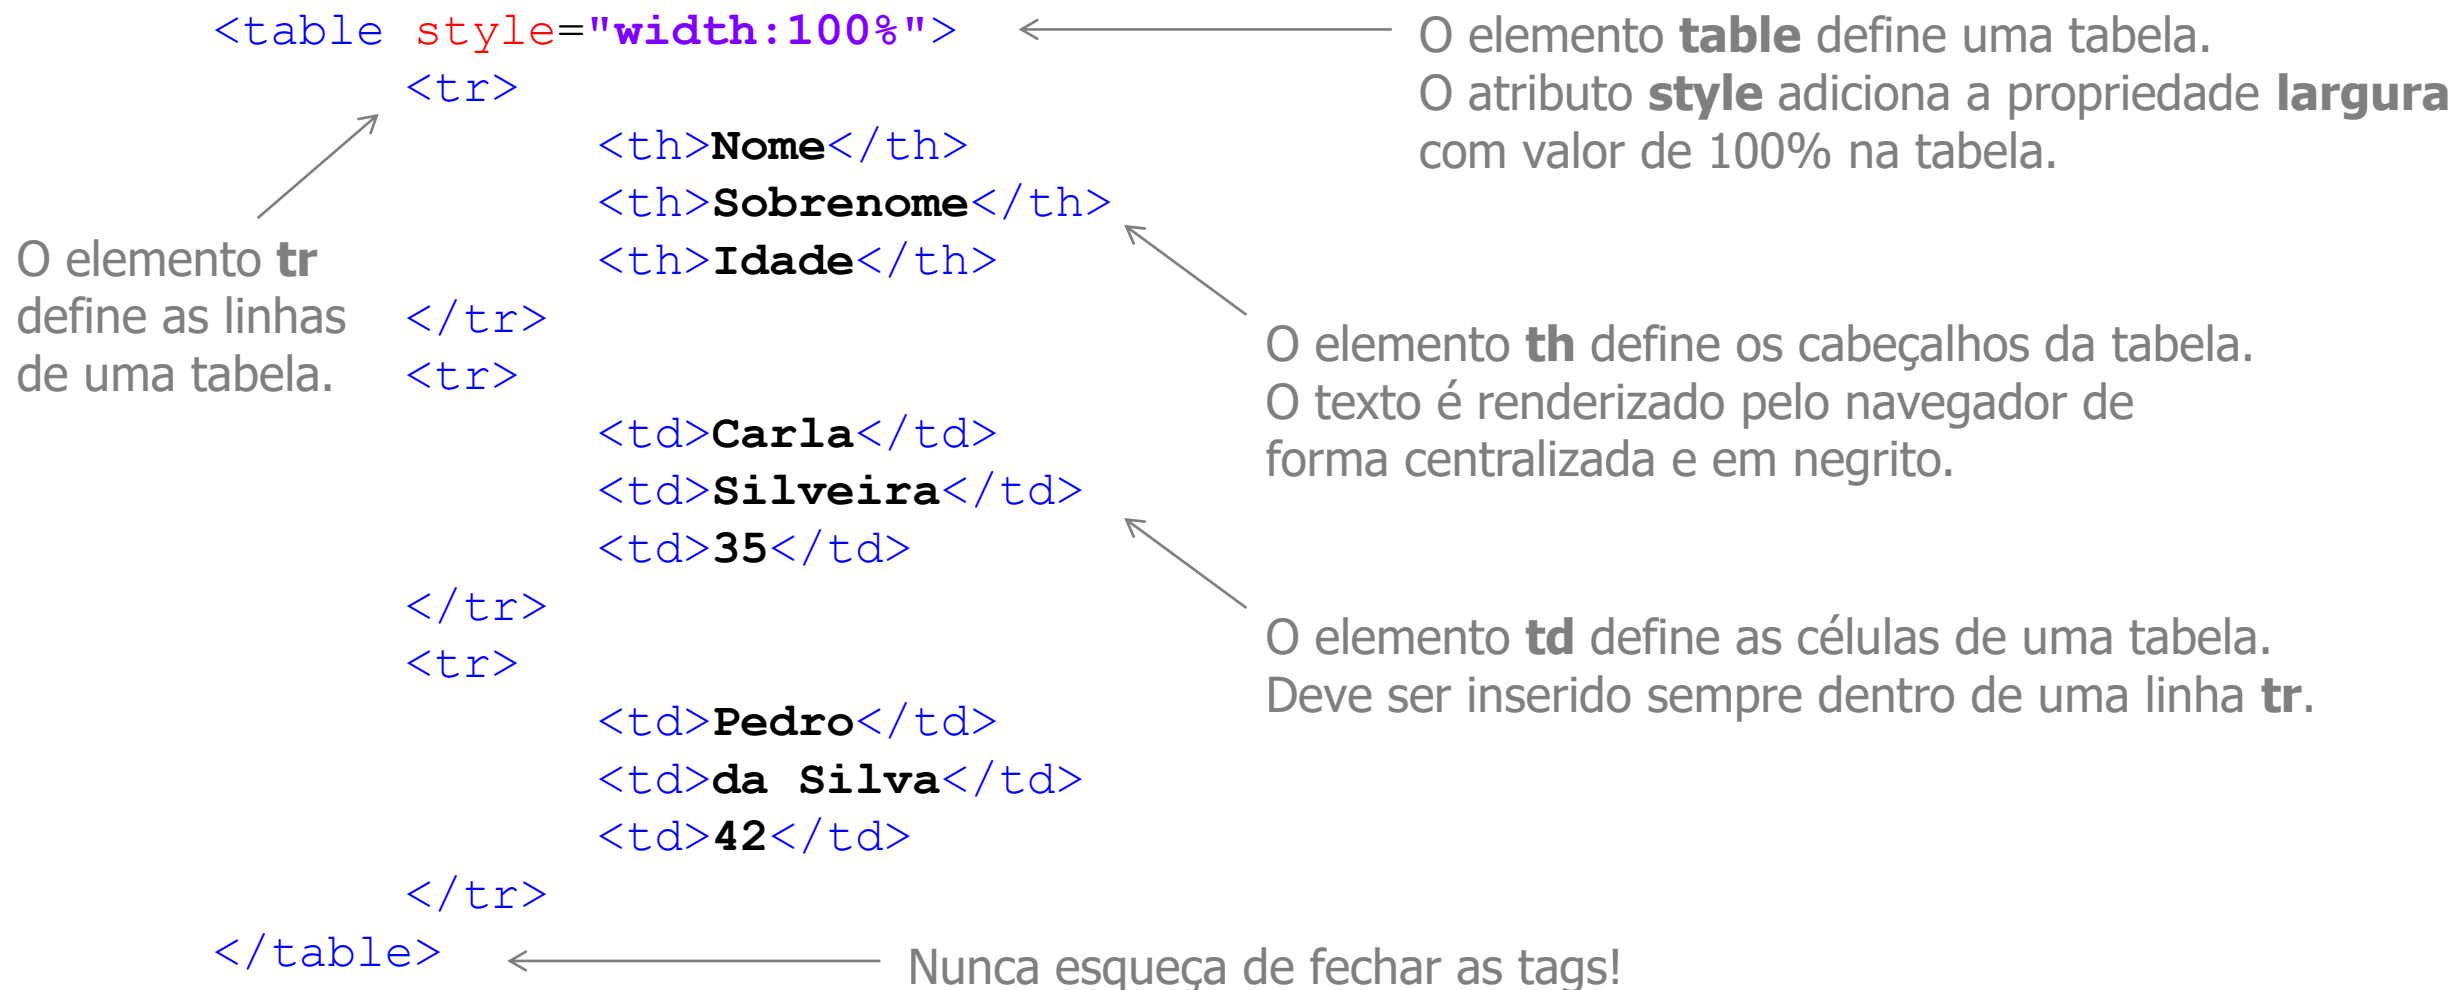 <table style="width:100%">
<tr>
<th>Nome</th>
<th>Sobrenome</th>
<th>Idade</th>
</tr>
<tr>
<td>Carla</td>
<td>Silveira</td>
<td>35</td>
</tr>
<tr>
<td>Pedro</td>
<td>da Silva</td>
<td>42</td>
</tr>
</table>
O elemento table define uma tabela.
O atributo style adiciona a propriedade largura
com valor de 100% na tabela.
O elemento tr
define as linhas
de uma tabela.
O elemento th define os cabeçalhos da tabela.
O texto é renderizado pelo navegador de
forma centralizada e em negrito.
O elemento td define as células de uma tabela.
Deve ser inserido sempre dentro de uma linha tr.
Nunca esqueça de fechar as tags!